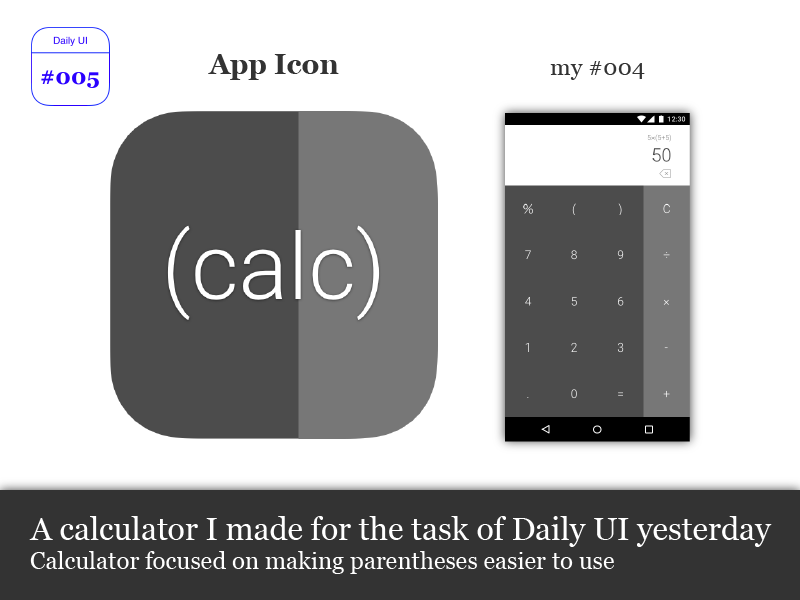 Daily UI
#005
App Icon
my #004
(calc)
12:30
5×(5+5)
50
% ( ) C
7 8 9 ÷
4 5 6 ×
1 2 3 -
. 0 = +
A calculator I made for the task of Daily UI yesterday
Calculator focused on making parentheses easier to use